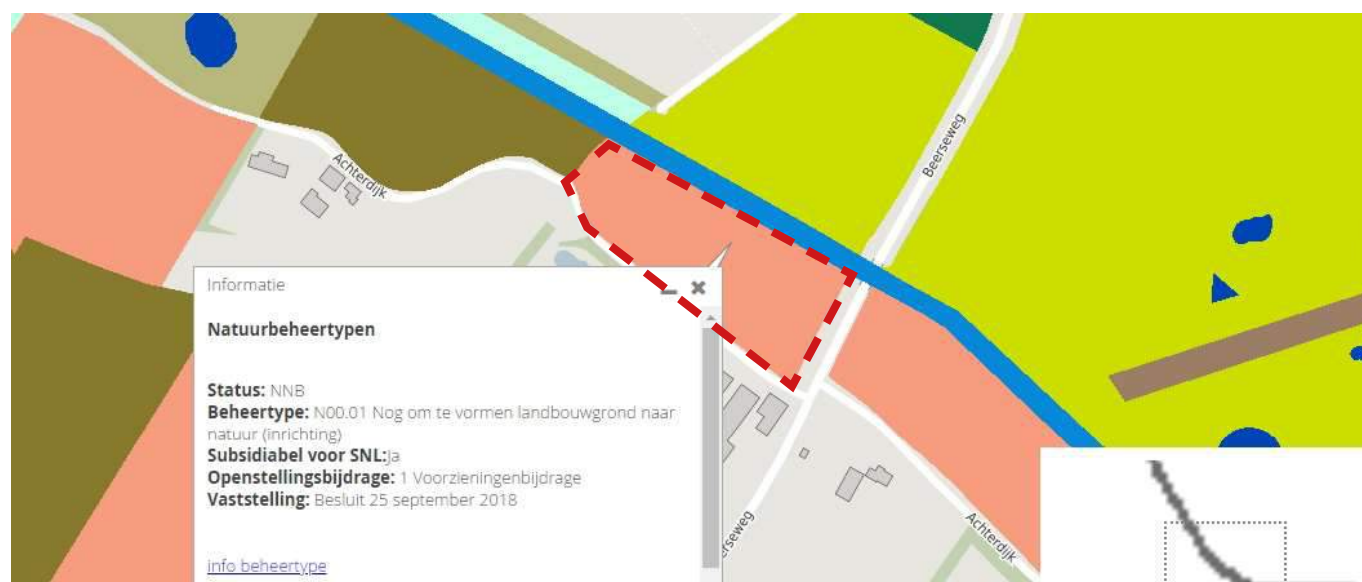 Beerseweg
Achterdijk
Informatie
Natuurbeheertypen
Status: NNB
Beheertype: N00.01 Nog om te vormen landbouwgrond naar
natuur (inrichting)
Subsidiabel voor SNL:Ja
Openstellingsbijdrage: 1 Voorzieningenbijdrage
Vaststelling: Besluit 25 september 2018
info beheertype
erseweg
Achterdijk